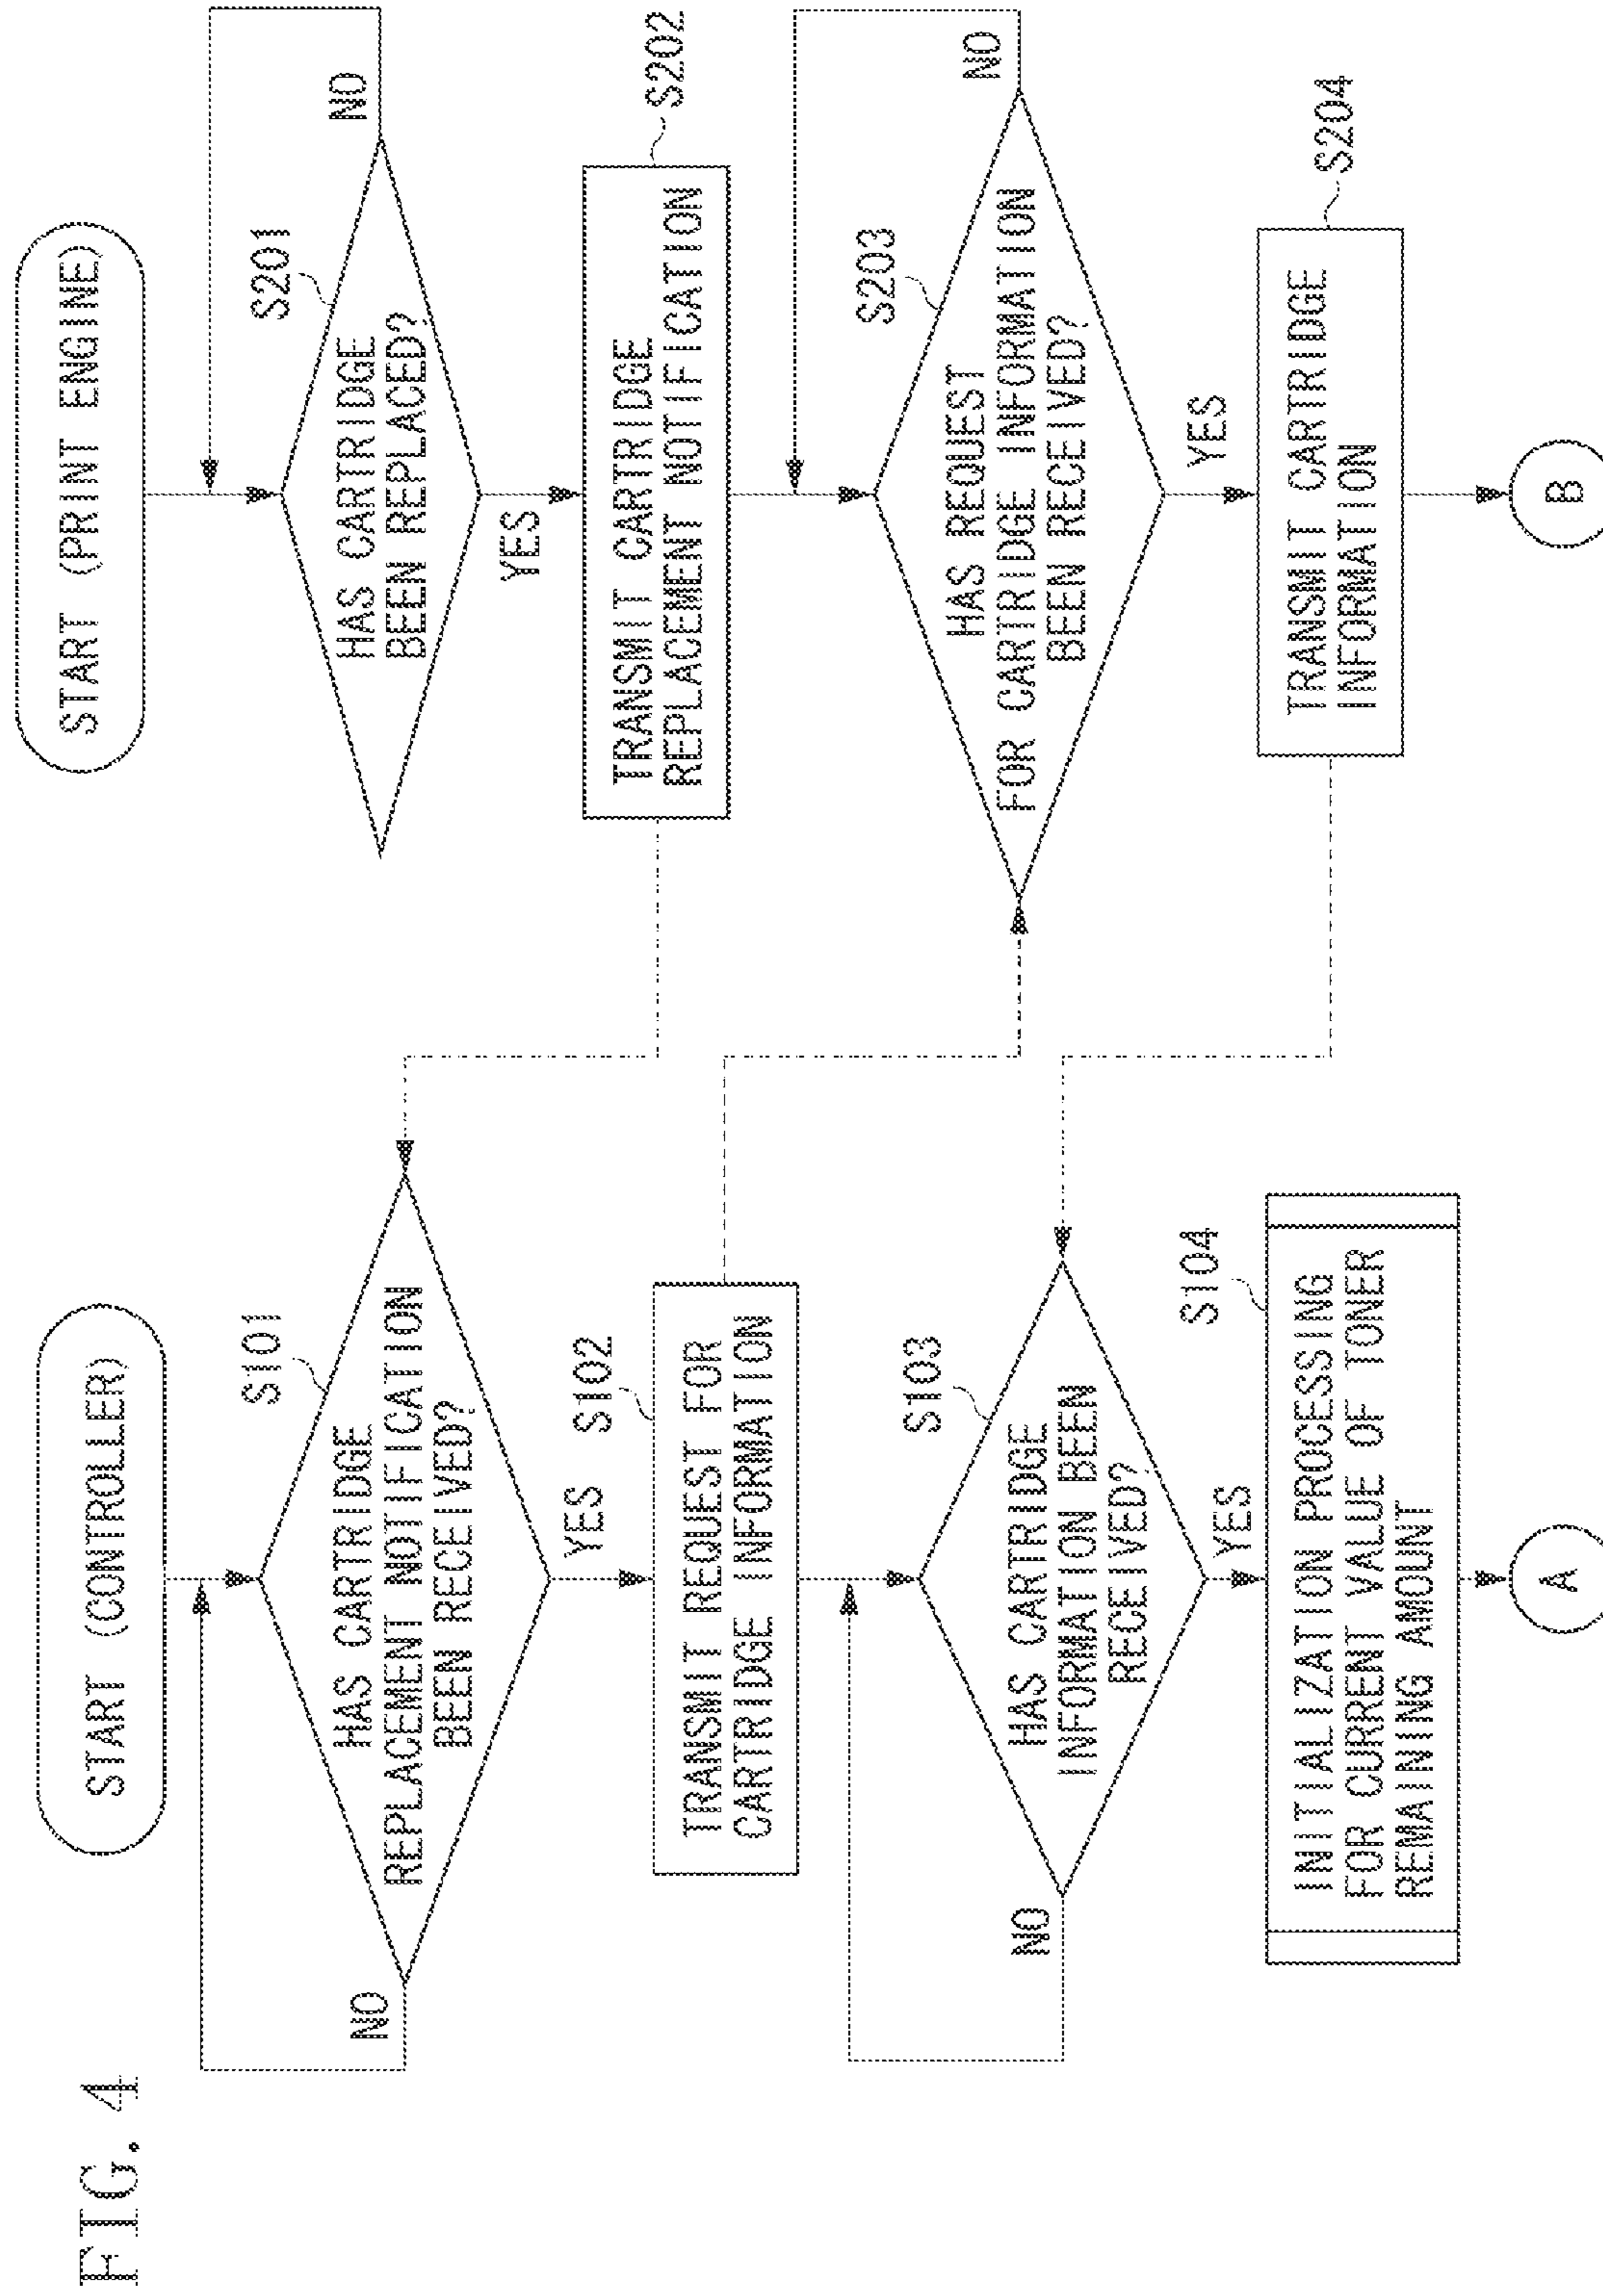 FIG. 4
START (CONTROLLER)
S101
HAS CARTRIDGE
REPLACEMENT NOTIFICATION
BEEN RECEIVED?
NO
YES
S102
TRANSMIT REQUEST FOR
CARTRIDGE INFORMATION
S103
HAS CARTRIDGE
INFORMATION BEEN
RECEIVED?
NO
YES
S104
INITIALIZATION PROCESSING
FOR CURRENT VALUE OF TONER
REMAINING AMOUNT
A
START (PRINT ENGINE)
S201
HAS CARTRIDGE
BEEN REPLACED?
NO
YES
S202
TRANSMIT CARTRIDGE
REPLACEMENT NOTIFICATION
S203
HAS REQUEST
FOR CARTRIDGE INFORMATION
BEEN RECEIVED?
NO
YES
S204
TRANSMIT CARTRIDGE
INFORMATION
B